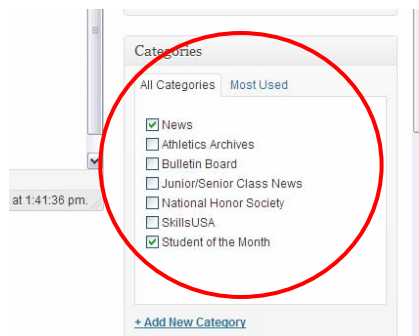 Categories
All Categories Most Used
News
Athletics Archives
Bulletin Board
Junior/Senior Class News
National Honor Society
at 1:41:36 pm.
SkillsUSA
Student of the Month
+ Add New Category